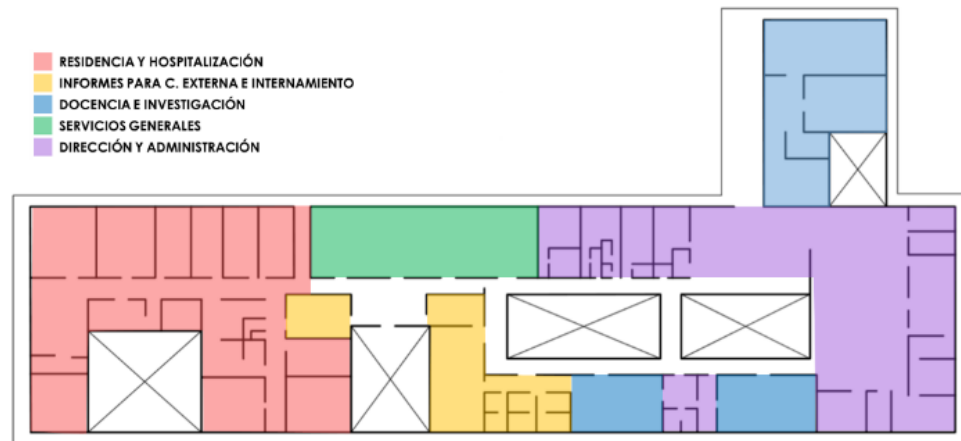 RESIDENCIA Y HOSPITALIZACIÓN
INFORMES PARA C. EXTERNA E INTERNAMIENTO
DOCENCIA E INVESTIGACIÓN
SERVICIOS GENERALES
DIRECCIÓN Y ADMINISTRACIÓN